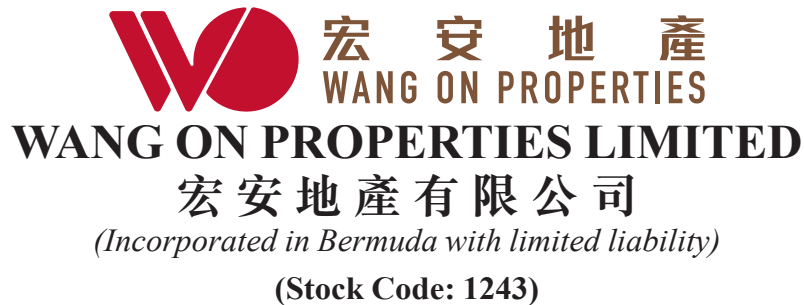 宏安地產
WANG ON PROPERTIES
WANG ON PROPERTIES LIMITED
宏安地產有限公司
(Incorporated in Bermuda with limited liability)
(Stock Code: 1243)